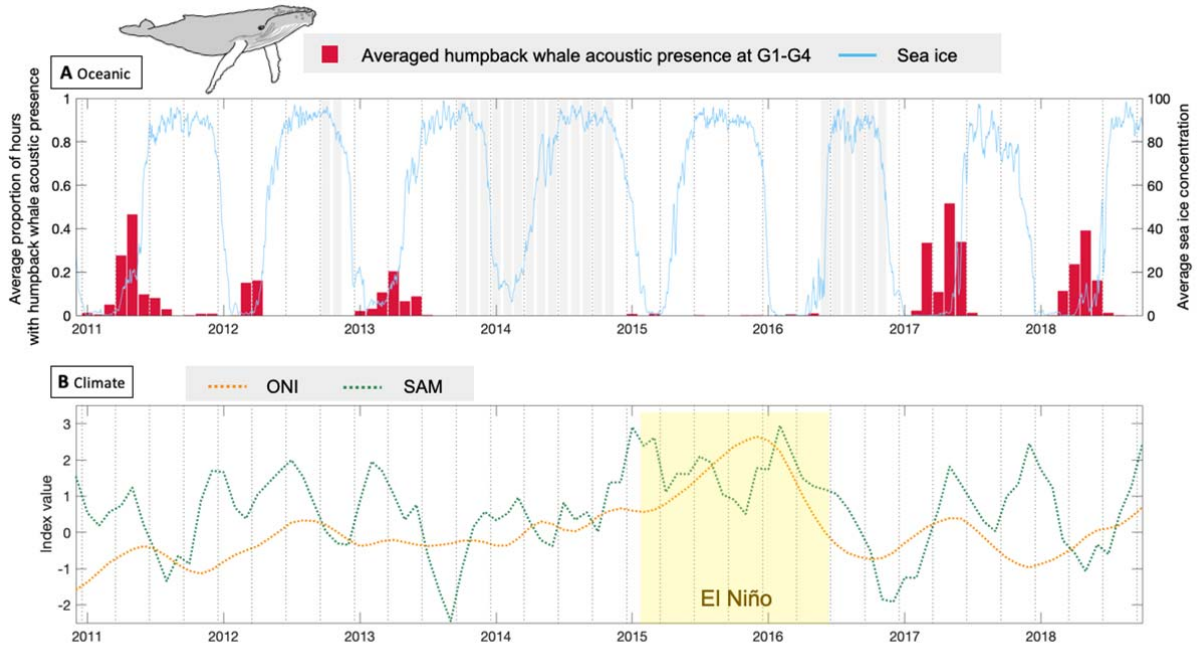 Averaged humpback whale acoustic presence at G1-G4
Sea ice
A Oceanic
Average proportion of hours
with humpback whale acoustic presence
1
0.8
0.6
0.4
0.2
0
100
80
60
40
20
0
Average sea ice concentration
2011 2012 2013 2014 2015 2016 2017 2018
B Climate
ONI
SAM
Index value
3
2
1
0
-1
-2
El Niño
2011 2012 2013 2014 2015 2016 2017 2018